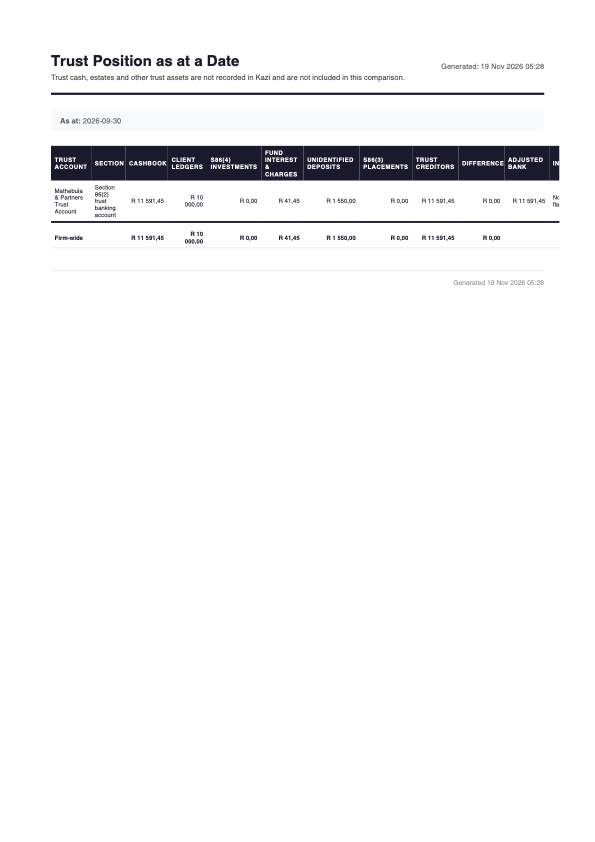 Trust Position as at a Date
Generated: 19 Nov 2026 05:28
Trust cash, estates and other trust assets are not recorded in Kazi and are not included in this comparison.
As at: 2026-09-30
TRUST ACCOUNT SECTION CASHBOOK CLIENT LEDGERS S86(4) INVESTMENTS FUND INTEREST & CHARGES UNIDENTIFIED DEPOSITS S86(3) PLACEMENTS TRUST CREDITORS DIFFERENCE ADJUSTED BANK IN
Mathebula & Partners Trust Account Section 86(2) trust banking account R 11 591,45 R 10 000,00 R 0,00 R 41,45 R 1 550,00 R 0,00 R 11 591,45 R 0,00 R 11 591,45
Firm-wide R 11 591,45 R 10 000,00 R 0,00 R 41,45 R 1 550,00 R 0,00 R 11 591,45 R 0,00
Generated 19 Nov 2026 05:28